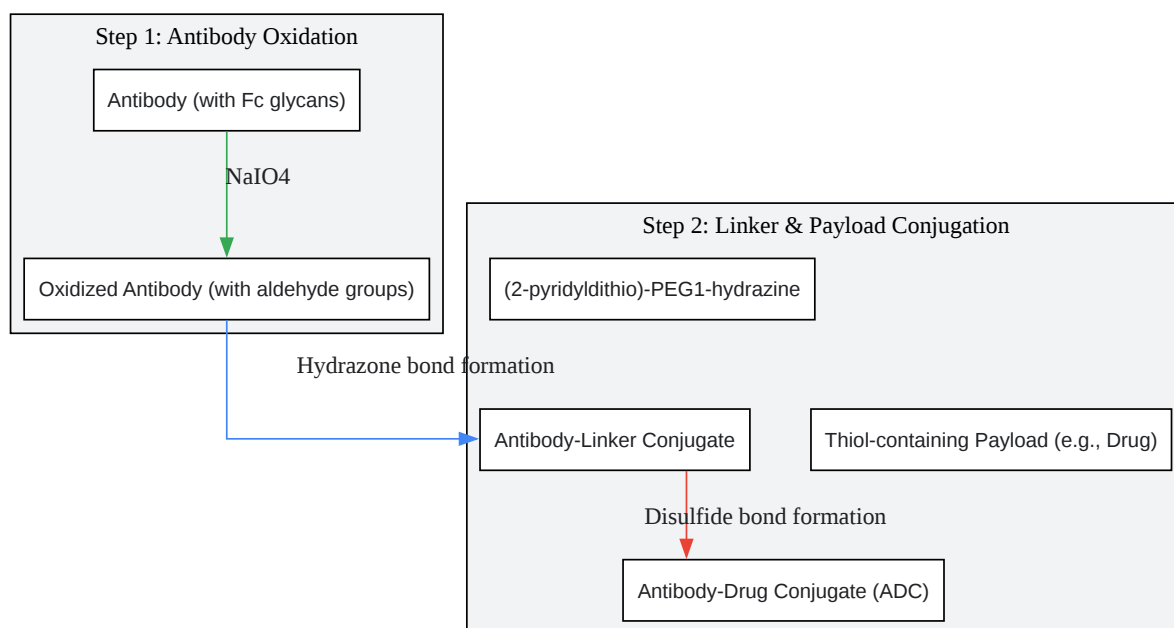 Step 1: Antibody Oxidation
Antibody (with Fc glycans)
NaIO4
Oxidized Antibody (with aldehyde groups)
Step 2: Linker & Payload Conjugation
(2-pyridyldithio)-PEG1-hydrazine
Hydrazone bond formation
Antibody-Linker Conjugate
Thiol-containing Payload (e.g., Drug)
Disulfide bond formation
Antibody-Drug Conjugate (ADC)